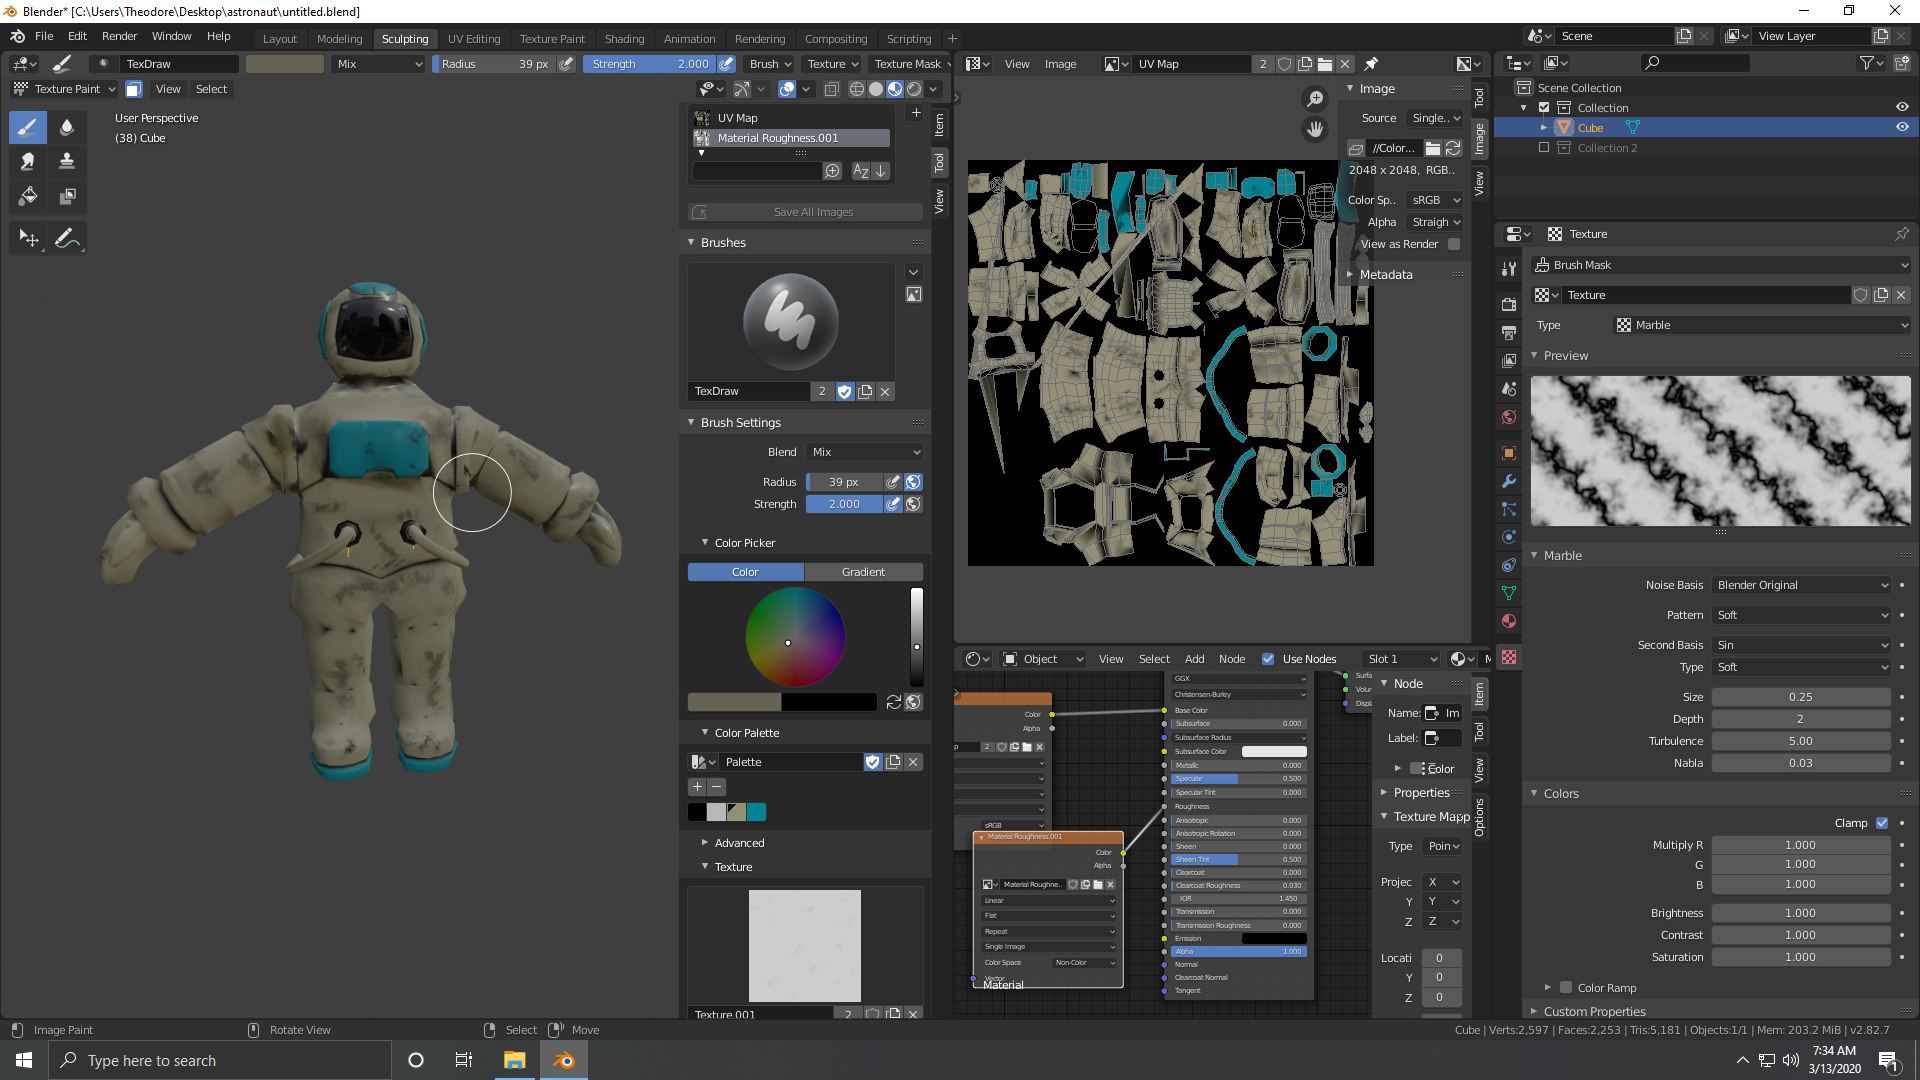 Blender* [C:\Users\Theodore\Desktop\astronaut\untitled.blend]
File Edit Render Window Help Layout Modeling Sculpting UV Editing Texture Paint Shading Animation Rendering Compositing Scripting + Scene View Layer
TexDraw Mix Radius 39 px Strength 2.000 Brush Texture Texture Mask View Image UV Map 2
Texture Paint View Select
User Perspective
(38) Cube
UV Map
Material Roughness.001
Save All Images
Brushes
TexDraw 2
Brush Settings
Blend Mix
Radius 39 px
Strength 2.000
Color Picker
Color Gradient
Color Palette
Palette
Advanced
Texture
Texture.001 2
Item
Tool
View
Image
Source Single..
//Color...
2048 x 2048, RGB..
Color Sp.. sRGB
Alpha Straigh
View as Render
Metadata
Tool
Image
View
Object View Select Add Node Use Nodes Slot 1
Color
Alpha
2
sRGB
Material Roughness.001
Color
Alpha
Material Roughne..
Linear
Flat
Repeat
Single Image
Color Space Non-Color
Vector
Material
GGX
Christensen-Burley
Base Color
Subsurface 0.000
Subsurface Radius
Subsurface Color
Metallic 0.000
Specular 0.500
Specular Tint 0.000
Roughness
Anisotropic 0.000
Anisotropic Rotation 0.000
Sheen 0.000
Sheen Tint 0.500
Clearcoat 0.000
Clearcoat Roughness 0.030
IOR 1.450
Transmission 0.000
Transmission Roughness 0.000
Emission
Alpha 1.000
Normal
Clearcoat Normal
Tangent
Surfa
Volu
Displ
Node
Name: Im
Label:
Color
Properties
Texture Mapp
Type Poin
Projec X
Y Y
Z Z
Locati 0
Y 0
Z 0
Item
Tool
View
Options
Scene Collection
Collection
Cube
Collection 2
Texture
Brush Mask
Texture
Type Marble
Preview
Marble
Noise Basis Blender Original
Pattern Soft
Second Basis Sin
Type Soft
Size 0.25
Depth 2
Turbulence 5.00
Nabla 0.03
Colors
Clamp
Multiply R 1.000
G 1.000
B 1.000
Brightness 1.000
Contrast 1.000
Saturation 1.000
Color Ramp
Custom Properties
Image Paint Rotate View Select Move Cube | Verts:2,597 | Faces:2,253 | Tris:5,181 | Objects:1/1 | Mem: 203.2 MiB | v2.82.7
Type here to search
7:34 AM
3/13/2020
1